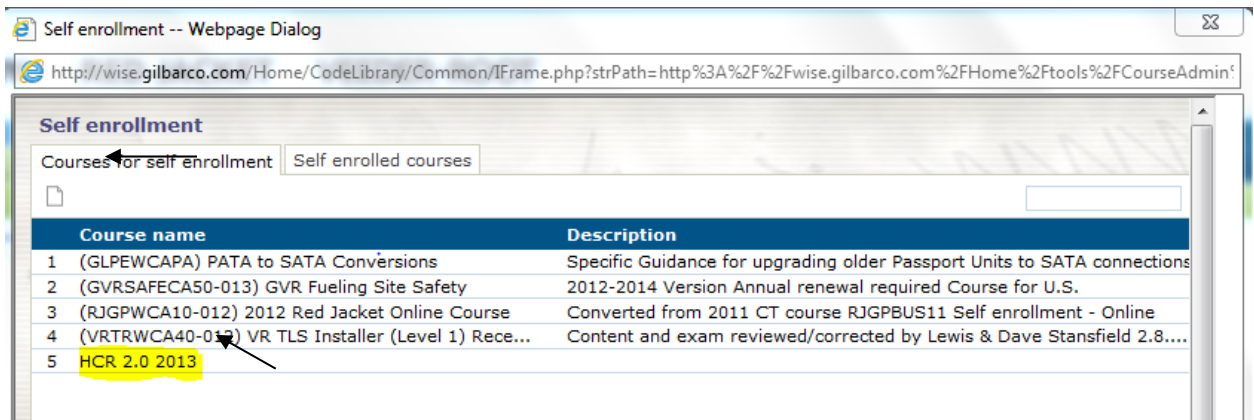 Self enrollment -- Webpage Dialog
http://wise.gilbarco.com/Home/CodeLibrary/Common/IFrame.php?strPath=http%3A%2F%2Fwise.gilbarco.com%2FHome%2Ftools%2FCourseAdmin%
Self enrollment
Courses for self enrollment Self enrolled courses
Course name Description
1 (GLPEWCAPA) PATA to SATA Conversions Specific Guidance for upgrading older Passport Units to SATA connections
2 (GVRSAFECA50-013) GVR Fueling Site Safety 2012-2014 Version Annual renewal required Course for U.S.
3 (RJGPWCA10-012) 2012 Red Jacket Online Course Converted from 2011 CT course RJGPBUS11 Self enrollment - Online
4 (VRTRWCA40-012) VR TLS Installer (Level 1) Rece... Content and exam reviewed/corrected by Lewis & Dave Stansfield 2.8....
5 HCR 2.0 2013